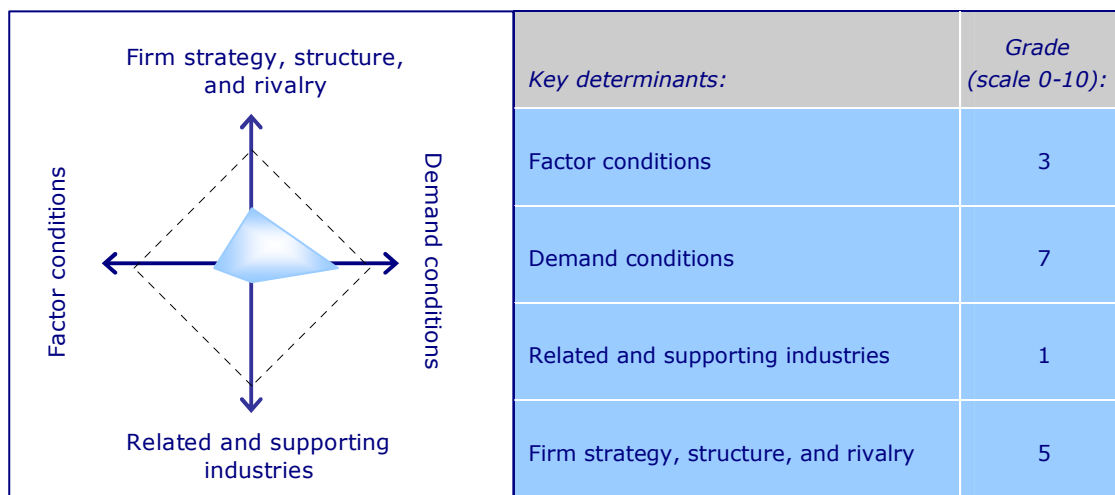 Firm strategy, structure,
and rivalry
Factor conditions
Demand conditions
Related and supporting
industries
Key determinants:
Grade
(scale 0-10):
Factor conditions
3
Demand conditions
7
Related and supporting industries
1
Firm strategy, structure, and rivalry
5